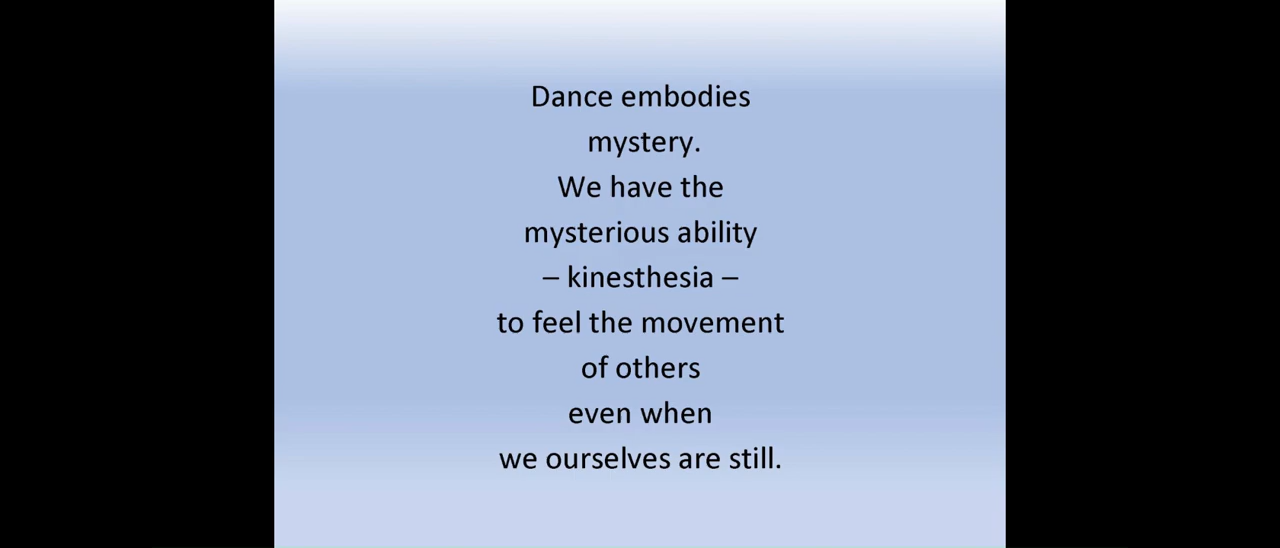 Dance embodies
mystery.
We have the
mysterious ability
– kinesthesia –
to feel the movement
of others
even when
we ourselves are still.